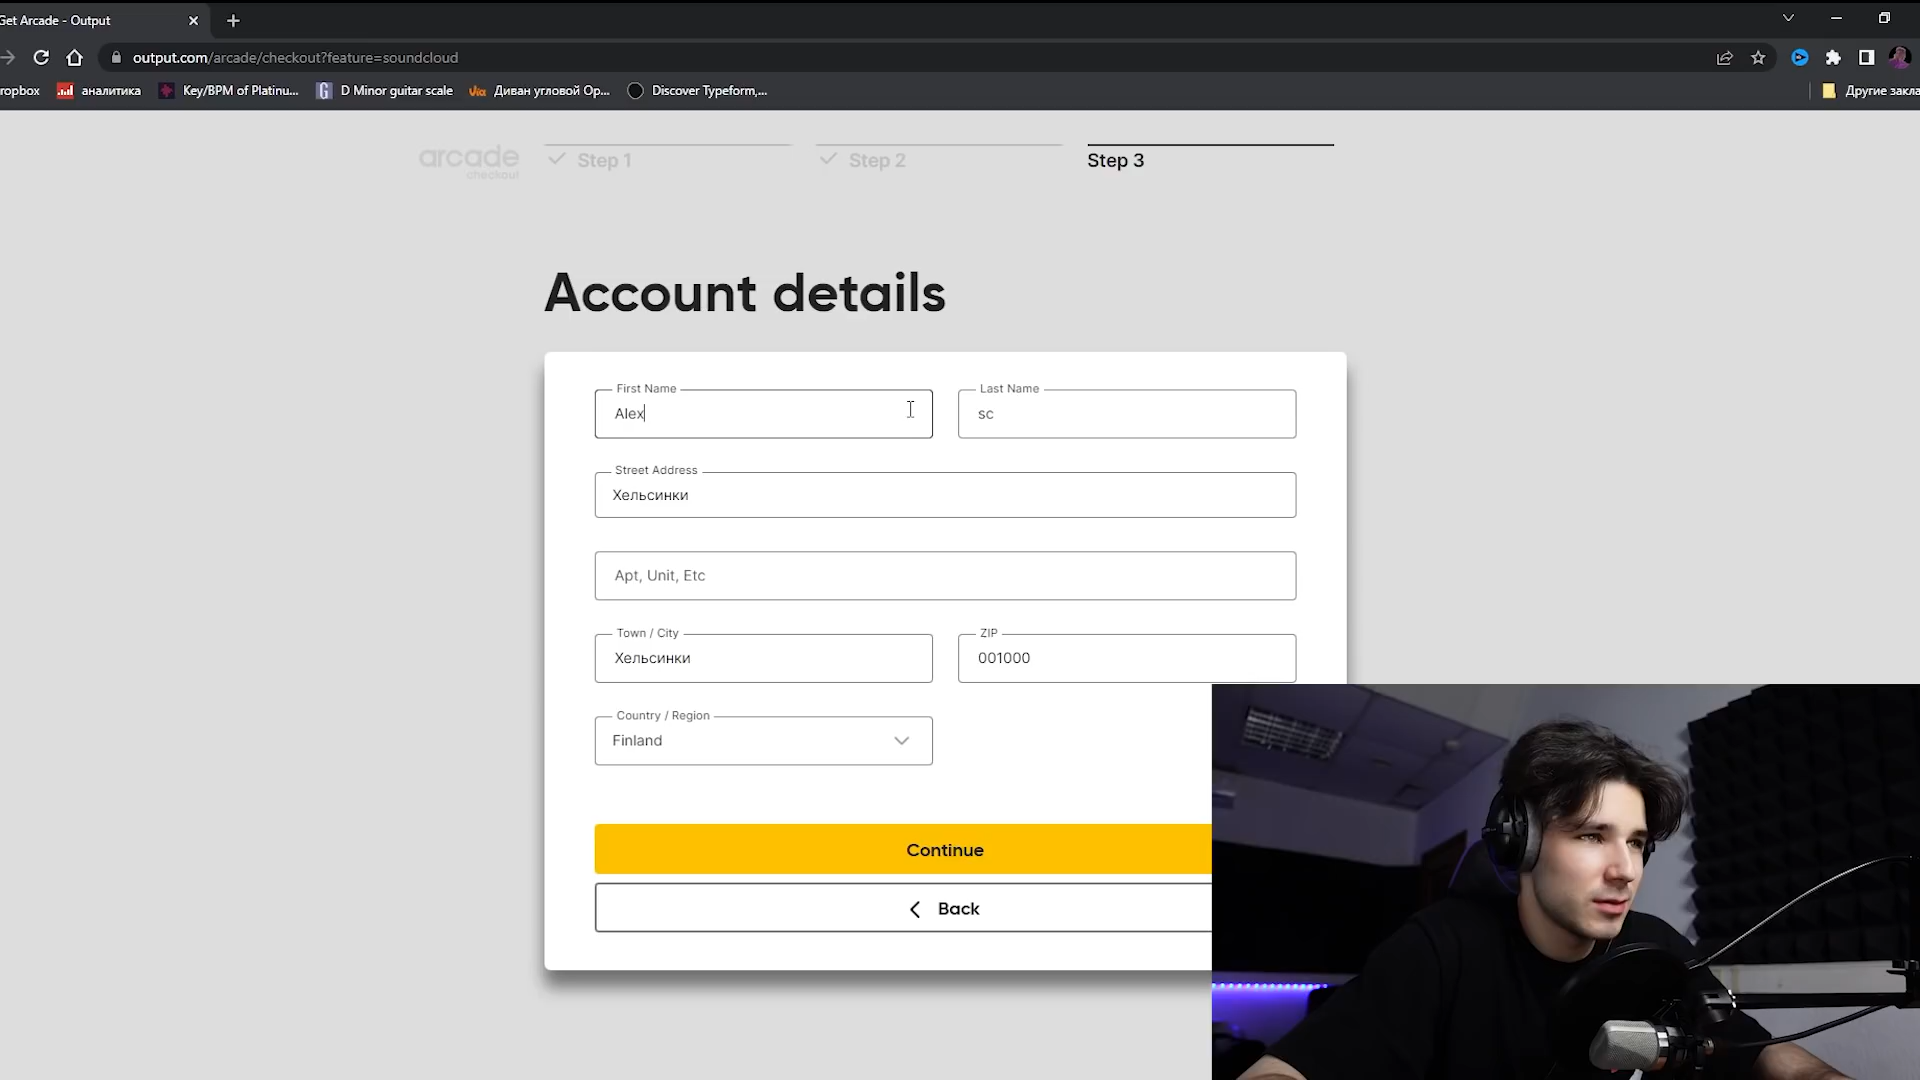 Get Arcade - Output
output.com/arcade/checkout?feature=soundcloud
ropbox
аналитика
Key/BPM of Platinu...
D Minor guitar scale
Диван угловой Ор...
Discover Typeform,...
Другие закла
arcade
checkout
Step 1
Step 2
Step 3
Account details
First Name
Alex
Last Name
sc
Street Address
Хельсинки
Apt, Unit, Etc
Town / City
Хельсинки
ZIP
001000
Country / Region
Finland
Continue
Back